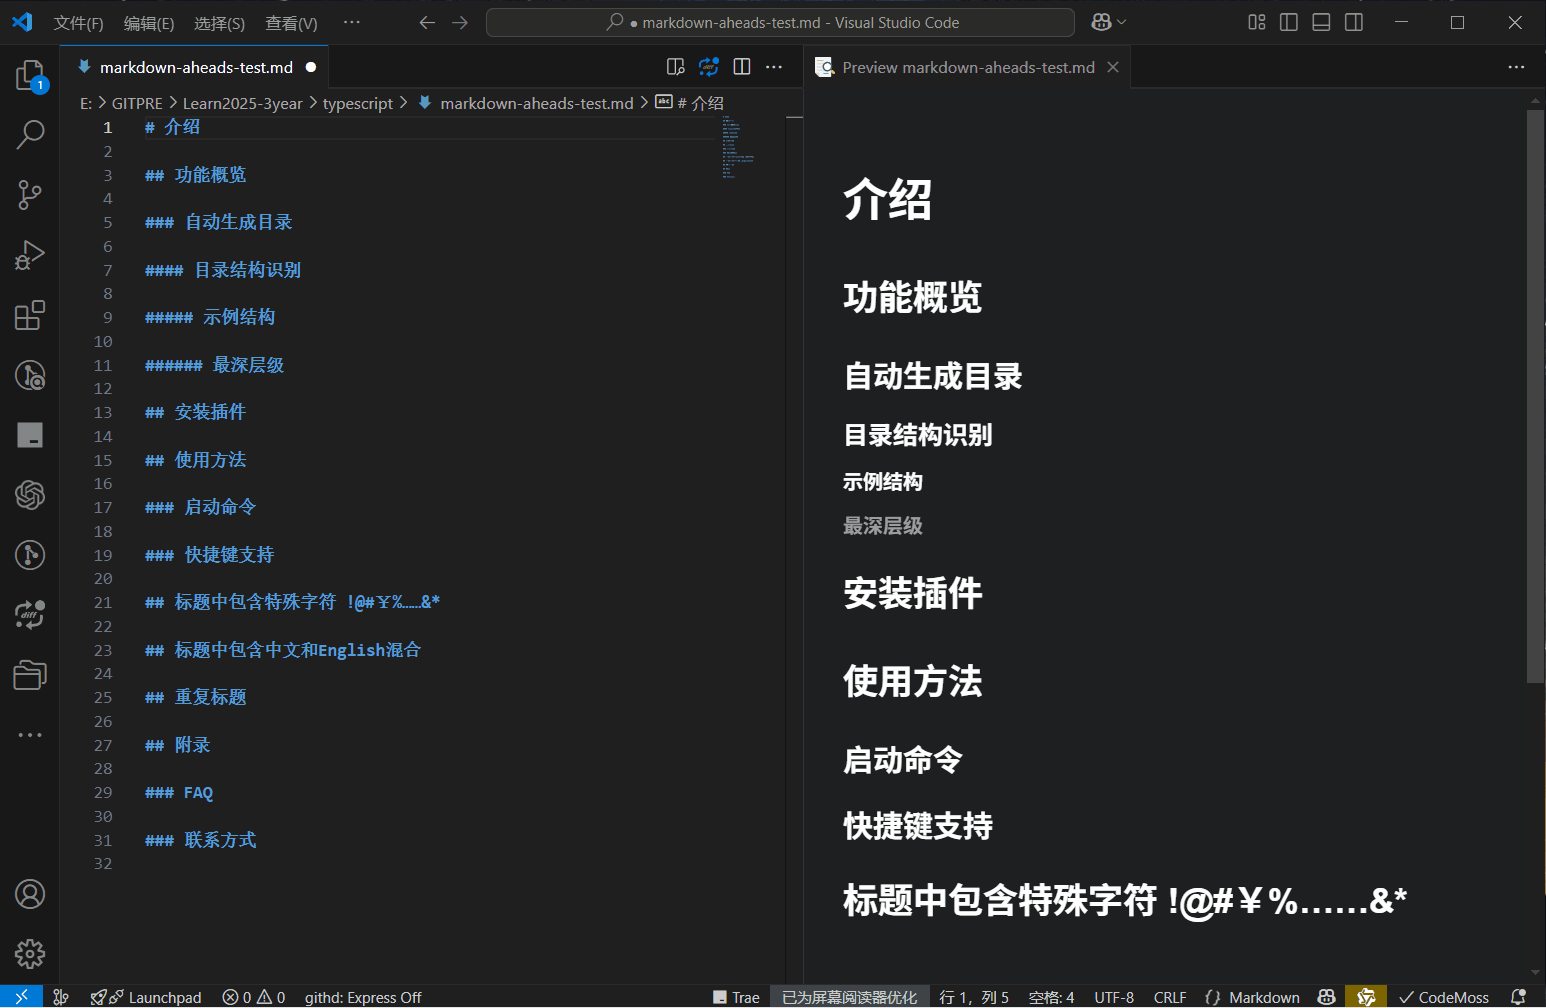 文件(F) 编辑(E) 选择(S) 查看(V) ··· ● markdown-aheads-test.md - Visual Studio Code
markdown-aheads-test.md ●
E: > GITPRE > Learn2025-3year > typescript > markdown-aheads-test.md > # 介绍
1 # 介绍
2
3 ## 功能概览
4
5 ### 自动生成目录
6
7 #### 目录结构识别
8
9 ##### 示例结构
10
11 ###### 最深层级
12
13 ## 安装插件
14
15 ## 使用方法
16
17 ### 启动命令
18
19 ### 快捷键支持
20
21 ## 标题中包含特殊字符 !@#￥%……&*
22
23 ## 标题中包含中文和English混合
24
25 ## 重复标题
26
27 ## 附录
28
29 ### FAQ
30
31 ### 联系方式
32
Preview markdown-aheads-test.md
介绍
功能概览
自动生成目录
目录结构识别
示例结构
最深层级
安装插件
使用方法
启动命令
快捷键支持
标题中包含特殊字符 !@#￥%……&*
1
diff
Launchpad 0 0 githd: Express Off Trae 已为屏幕阅读器优化 行 1，列 5 空格: 4 UTF-8 CRLF {} Markdown CodeMoss